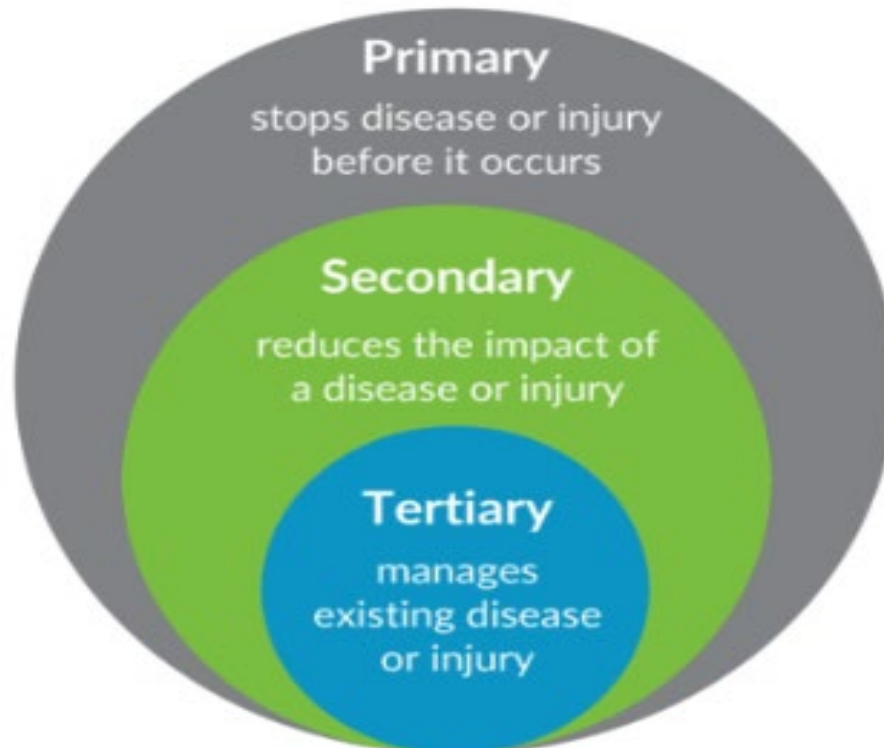 Primary
stops disease or injury
before it occurs
Secondary
reduces the impact of
a disease or injury
Tertiary
manages
existing disease
or injury